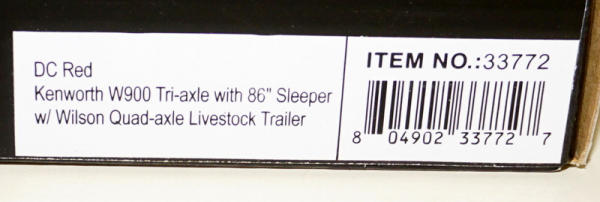 DC Red
Kenworth W900 Tri-axle with 86" Sleeper
w/ Wilson Quad-axle Livestock Trailer
ITEM NO.:33772
8 04902 33772 7